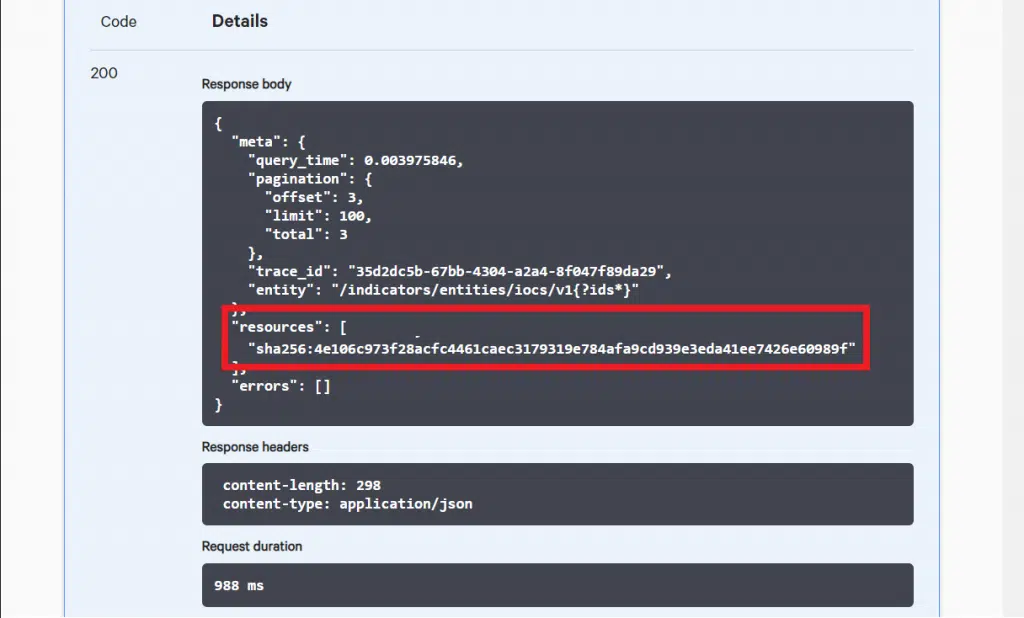 Code Details
200
Response body
{
"meta": {
"query_time": 0.003975846,
"pagination": {
"offset": 3,
"limit": 100,
"total": 3
},
"trace_id": "35d2dc5b-67bb-4304-a2a4-8f047f89da29",
"entity": "/indicators/entities/iocs/v1{?ids*}"
},
"resources": [
"sha256:4e106c973f28acfc4461caec3179319e784afa9cd939e3eda41ee7426e60989f"
],
"errors": []
}
Response headers
content-length: 298
content-type: application/json
Request duration
988 ms